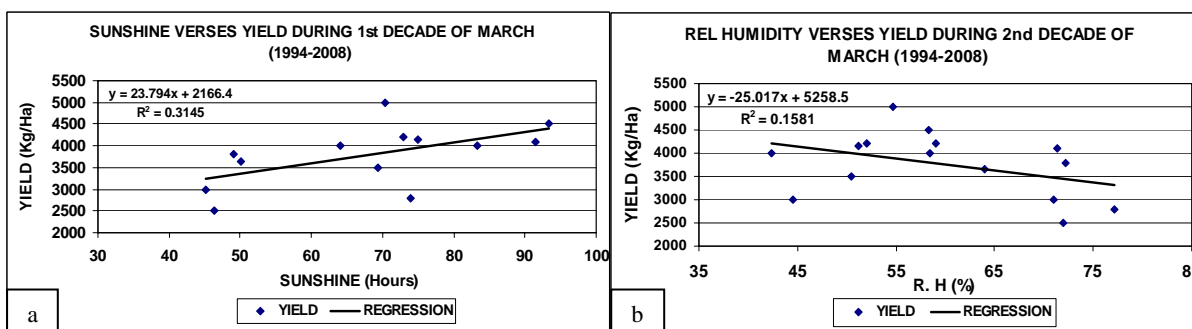 SUNSHINE VERSES YIELD DURING 1st DECADE OF MARCH
(1994-2008)
y = 23.794x + 2166.4
R² = 0.3145
YIELD (Kg/Ha)
5500
5000
4500
4000
3500
3000
2500
2000
30 40 50 60 70 80 90 100
SUNSHINE (Hours)
YIELD REGRESSION
a
REL HUMIDITY VERSES YIELD DURING 2nd DECADE OF
MARCH (1994-2008)
y = -25.017x + 5258.5
R² = 0.1581
YIELD (Kg/Ha)
5500
5000
4500
4000
3500
3000
2500
2000
35 45 55 65 75
R. H (%)
YIELD REGRESSION
b